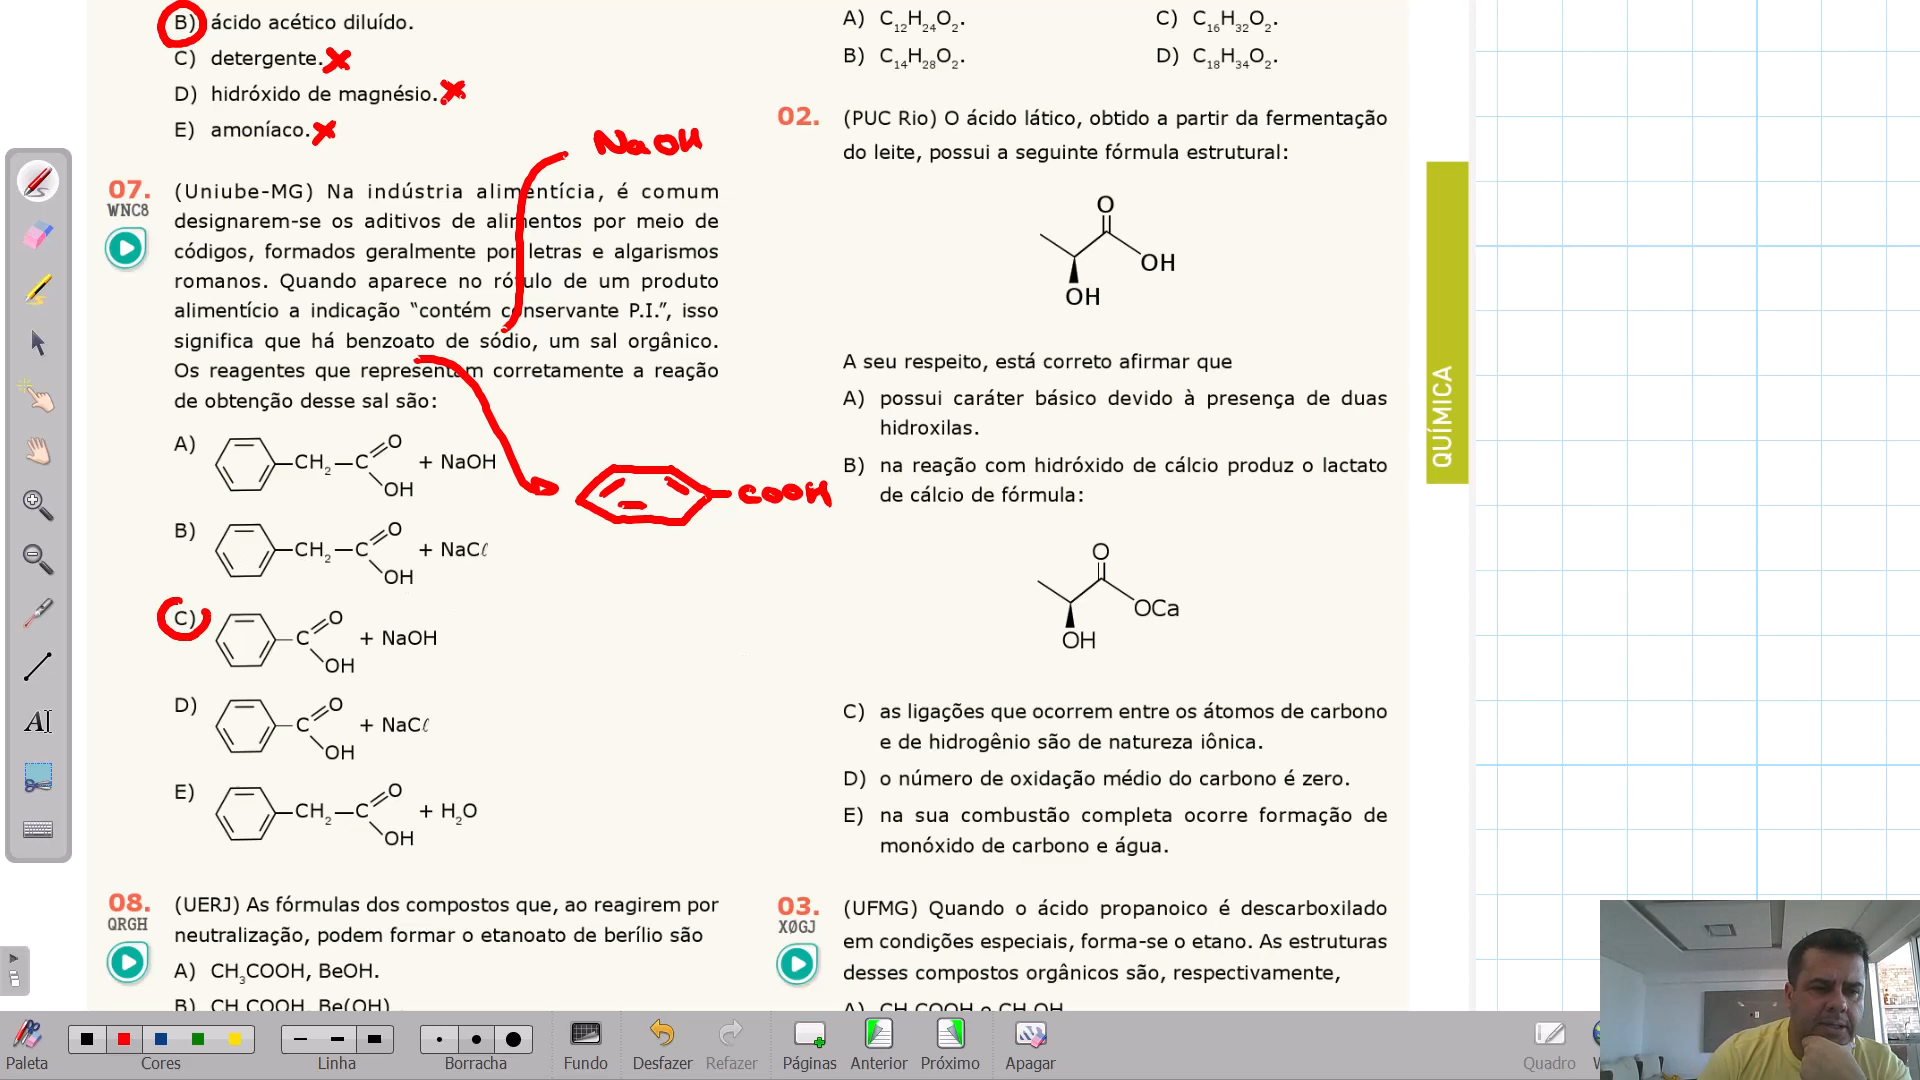 B) ácido acético diluído.
C) detergente.
D) hidróxido de magnésio.
E) amoníaco.
NaOH
07.
WNC8
(Uniube-MG) Na indústria alimentícia, é comum
designarem-se os aditivos de alimentos por meio de
códigos, formados geralmente por letras e algarismos
romanos. Quando aparece no rótulo de um produto
alimentício a indicação “contém conservante P.I.”, isso
significa que há benzoato de sódio, um sal orgânico.
Os reagentes que representam corretamente a reação
de obtenção desse sal são:
A) CH₂ C O OH + NaOH
COOH
B) CH₂ C O OH + NaCℓ
C) C O OH + NaOH
D) C O OH + NaCℓ
E) CH₂ C O OH + H₂O
08.
QRGH
(UERJ) As fórmulas dos compostos que, ao reagirem por
neutralização, podem formar o etanoato de berílio são
A) CH₃COOH, BeOH.
B) CH COOH, Be(OH)
A) C₁₂H₂₄O₂. C) C₁₆H₃₂O₂.
B) C₁₄H₂₈O₂. D) C₁₈H₃₄O₂.
02.
(PUC Rio) O ácido lático, obtido a partir da fermentação
do leite, possui a seguinte fórmula estrutural:
O
OH
OH
A seu respeito, está correto afirmar que
A) possui caráter básico devido à presença de duas
hidroxilas.
B) na reação com hidróxido de cálcio produz o lactato
de cálcio de fórmula:
O
OCa
OH
C) as ligações que ocorrem entre os átomos de carbono
e de hidrogênio são de natureza iônica.
D) o número de oxidação médio do carbono é zero.
E) na sua combustão completa ocorre formação de
monóxido de carbono e água.
03.
XØGJ
(UFMG) Quando o ácido propanoico é descarboxilado
em condições especiais, forma-se o etano. As estruturas
desses compostos orgânicos são, respectivamente,
A) CH COOH e CH OH
QUÍMICA
Paleta Cores Linha Borracha Fundo Desfazer Refazer Páginas Anterior Próximo Apagar Quadro